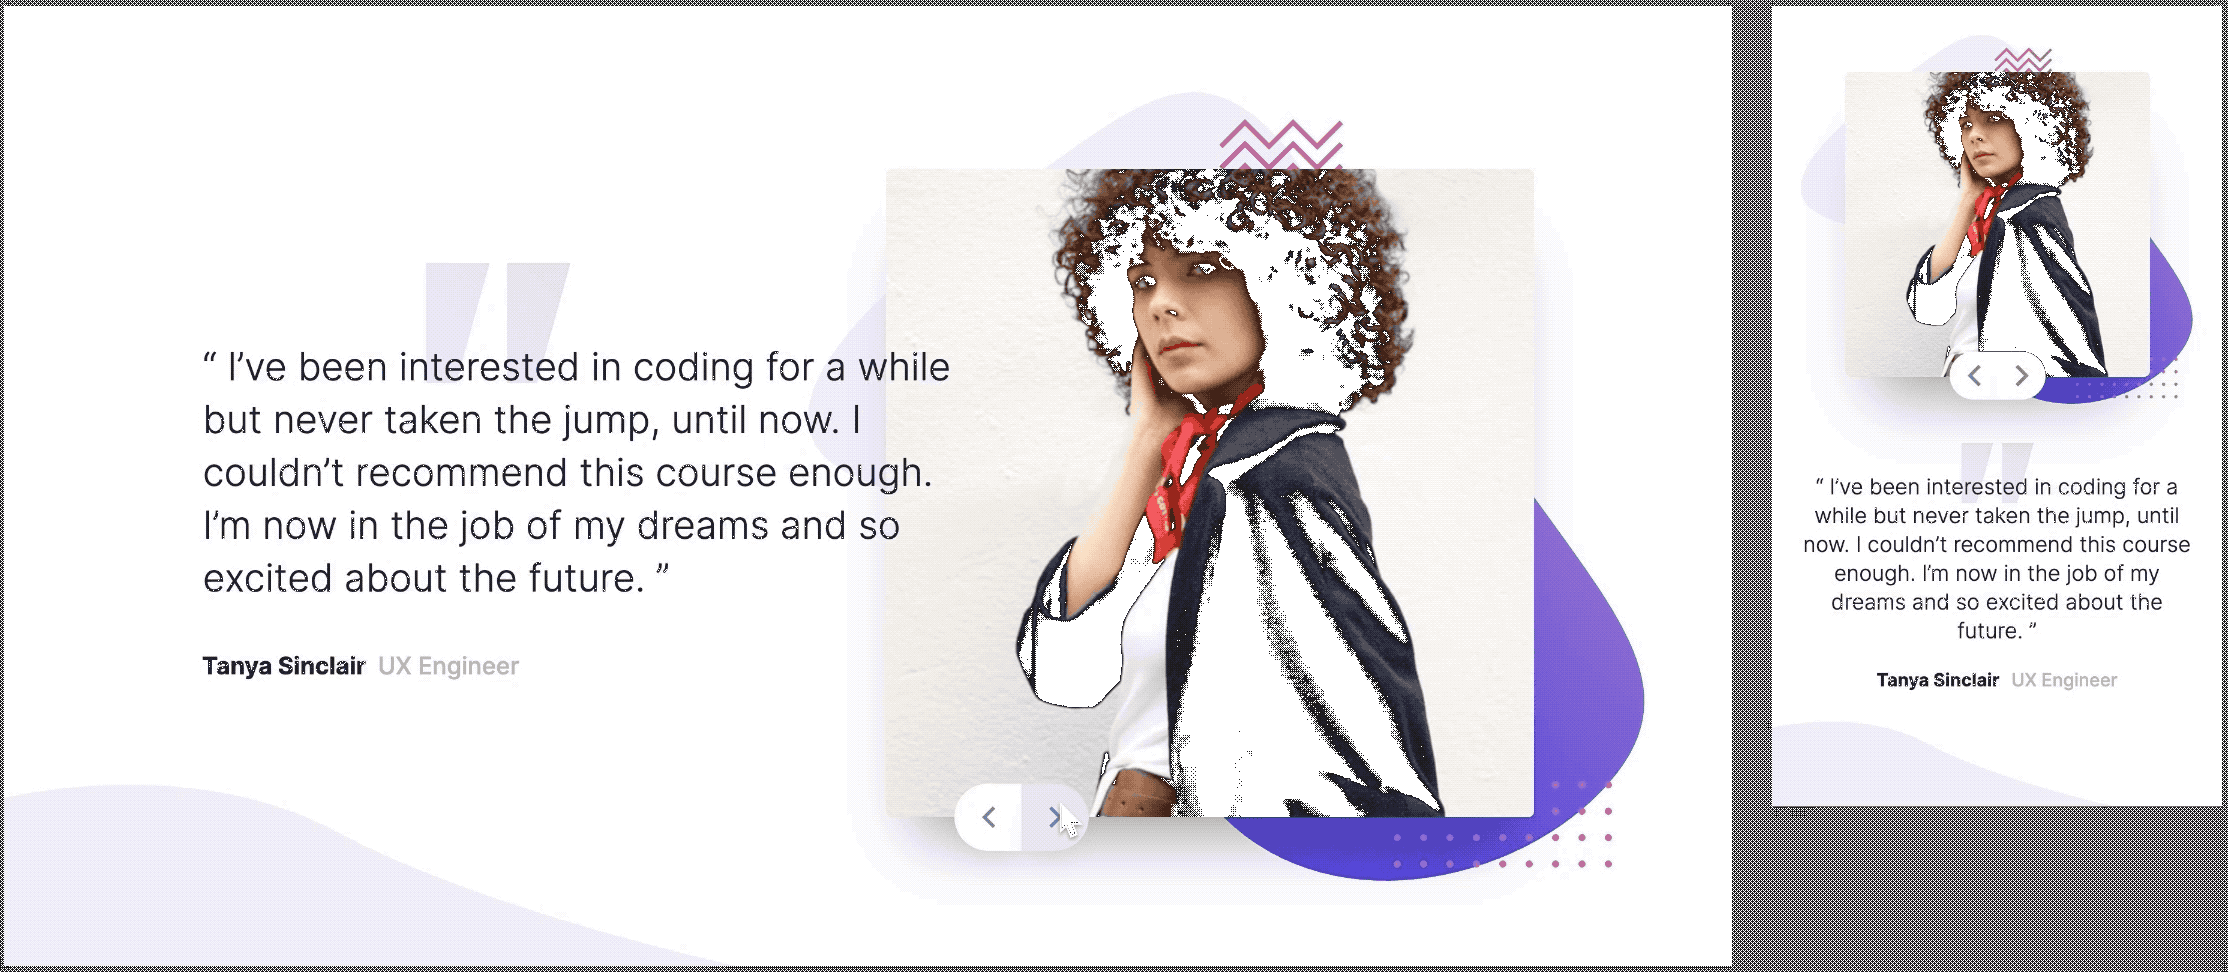 “ I’ve been interested in coding for a while
but never taken the jump, until now. I
couldn’t recommend this course enough.
I’m now in the job of my dreams and so
excited about the future. ”
Tanya Sinclair UX Engineer
“ I’ve been interested in coding for a
while but never taken the jump, until
now. I couldn’t recommend this course
enough. I’m now in the job of my
dreams and so excited about the
future. ”
Tanya Sinclair UX Engineer